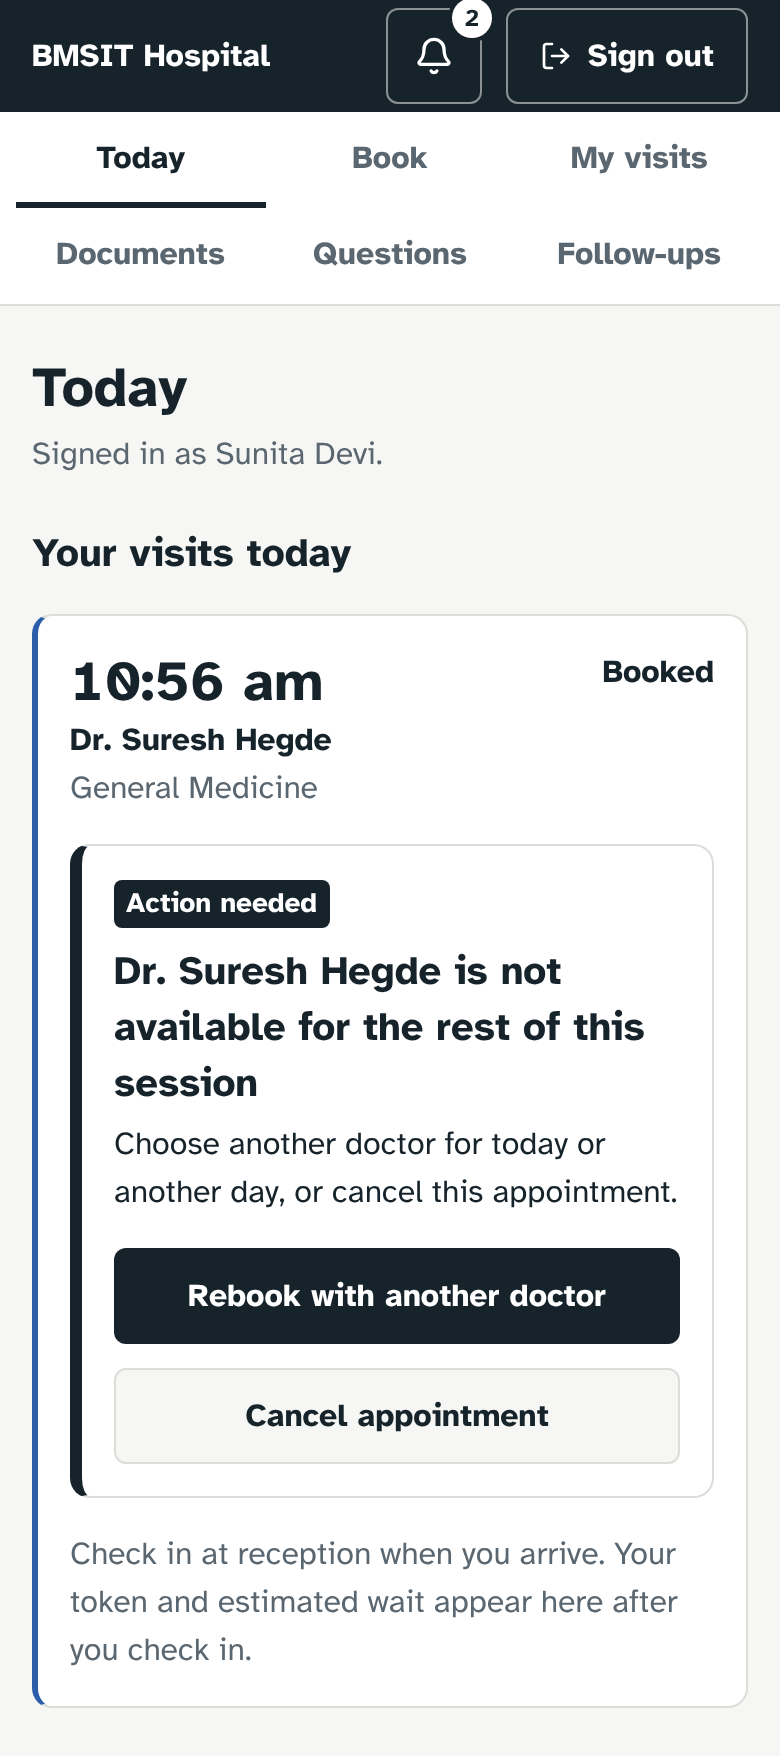 BMSIT Hospital
2
Sign out
Today
Book
My visits
Documents
Questions
Follow-ups
Today
Signed in as Sunita Devi.
Your visits today
10:56 am
Booked
Dr. Suresh Hegde
General Medicine
Action needed
Dr. Suresh Hegde is not
available for the rest of this
session
Choose another doctor for today or
another day, or cancel this appointment.
Rebook with another doctor
Cancel appointment
Check in at reception when you arrive. Your
token and estimated wait appear here after
you check in.